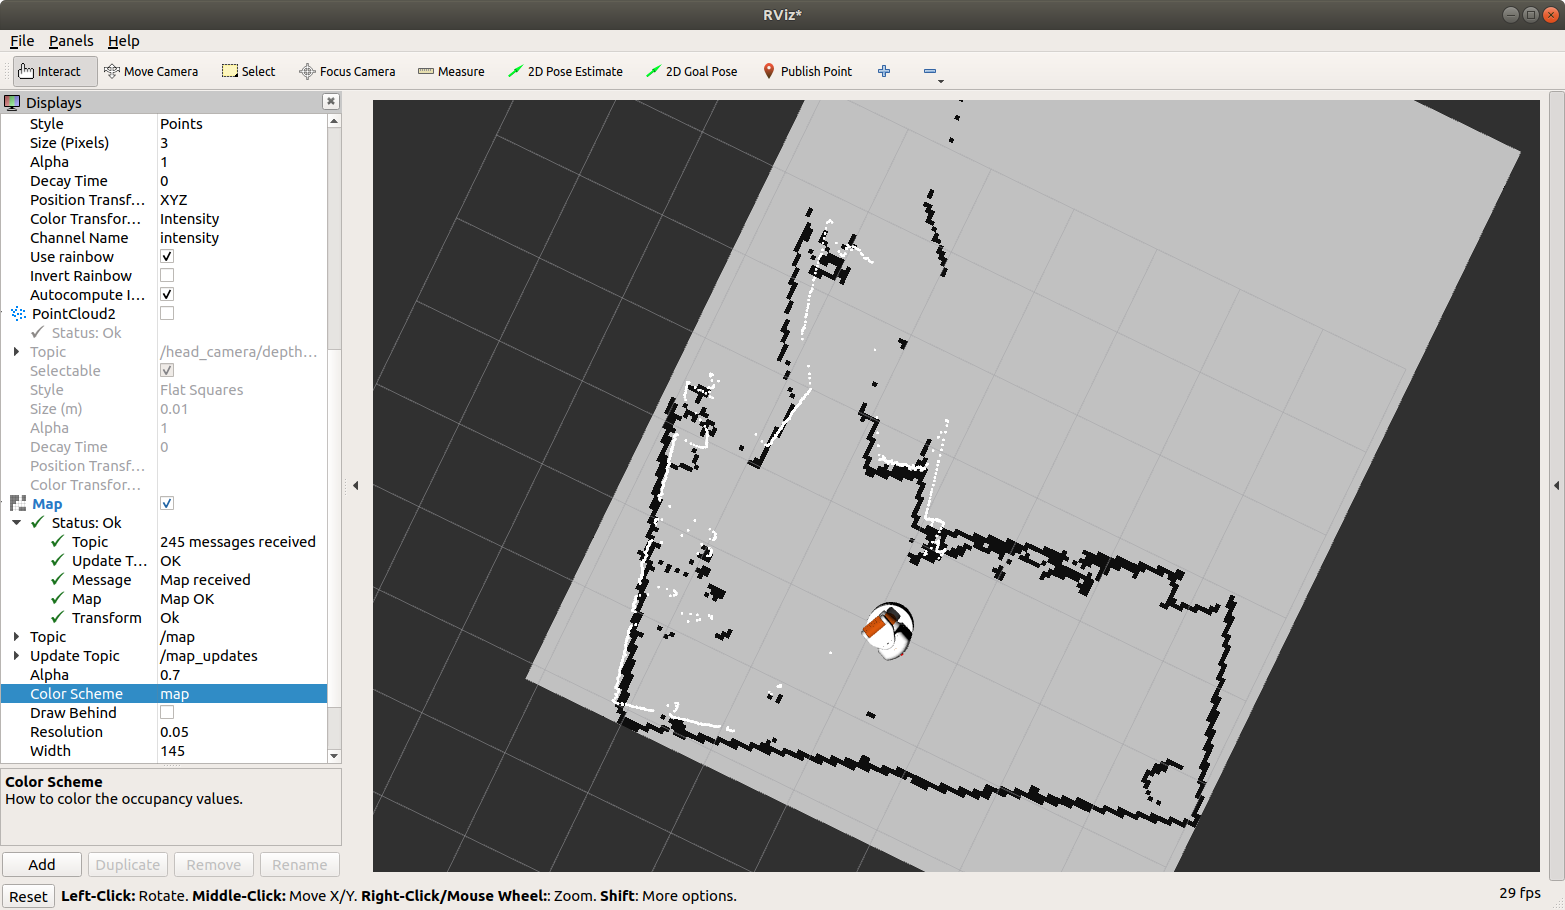 RViz*
File Panels Help
Interact Move Camera Select Focus Camera Measure 2D Pose Estimate 2D Goal Pose Publish Point
Displays
Style Points
Size (Pixels) 3
Alpha 1
Decay Time 0
Position Transf... XYZ
Color Transfor... Intensity
Channel Name intensity
Use rainbow
Invert Rainbow
Autocompute I...
PointCloud2
Status: Ok
Topic /head_camera/depth...
Selectable
Style Flat Squares
Size (m) 0.01
Alpha 1
Decay Time 0
Position Transf...
Color Transfor...
Map
Status: Ok
Topic 245 messages received
Update T... OK
Message Map received
Map Map OK
Transform Ok
Topic /map
Update Topic /map_updates
Alpha 0.7
Color Scheme map
Draw Behind
Resolution 0.05
Width 145
Color Scheme
How to color the occupancy values.
Add Duplicate Remove Rename
Reset Left-Click: Rotate. Middle-Click: Move X/Y. Right-Click/Mouse Wheel:: Zoom. Shift: More options. 29 fps